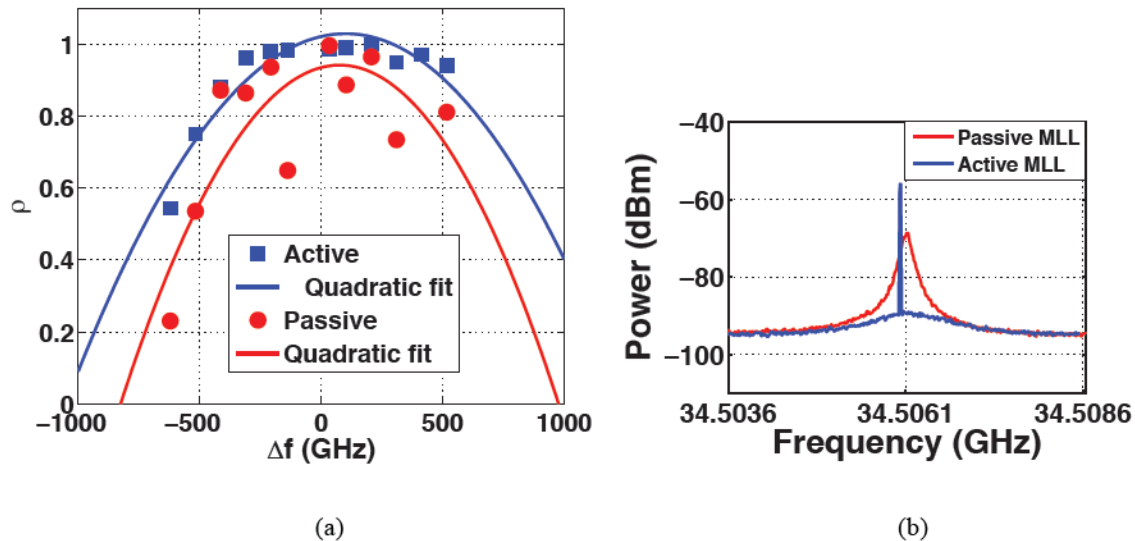 1
0.8
0.6
0.4
0.2
0
ρ
−1000 −500 0 500 1000
Δf (GHz)
Active
Quadratic fit
Passive
Quadratic fit
(a)
−40
−60
−80
−100
Power (dBm)
Passive MLL
Active MLL
34.5036 34.5061 34.5086
Frequency (GHz)
(b)